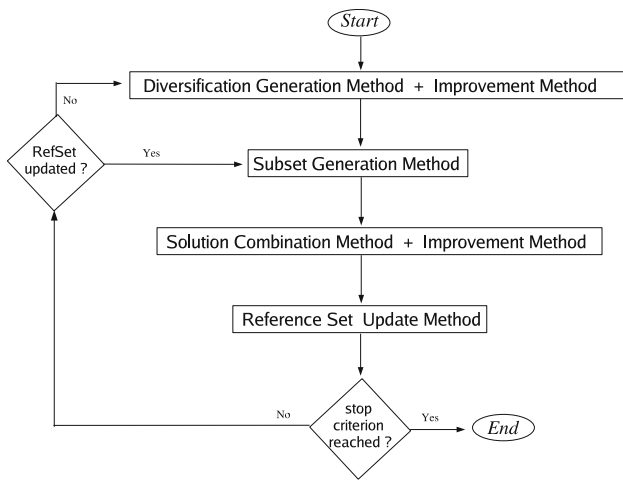 Start
Diversification Generation Method + Improvement Method
No
RefSet
updated ?
Yes
Subset Generation Method
Solution Combination Method + Improvement Method
Reference Set Update Method
stop
criterion
reached ?
No
Yes
End